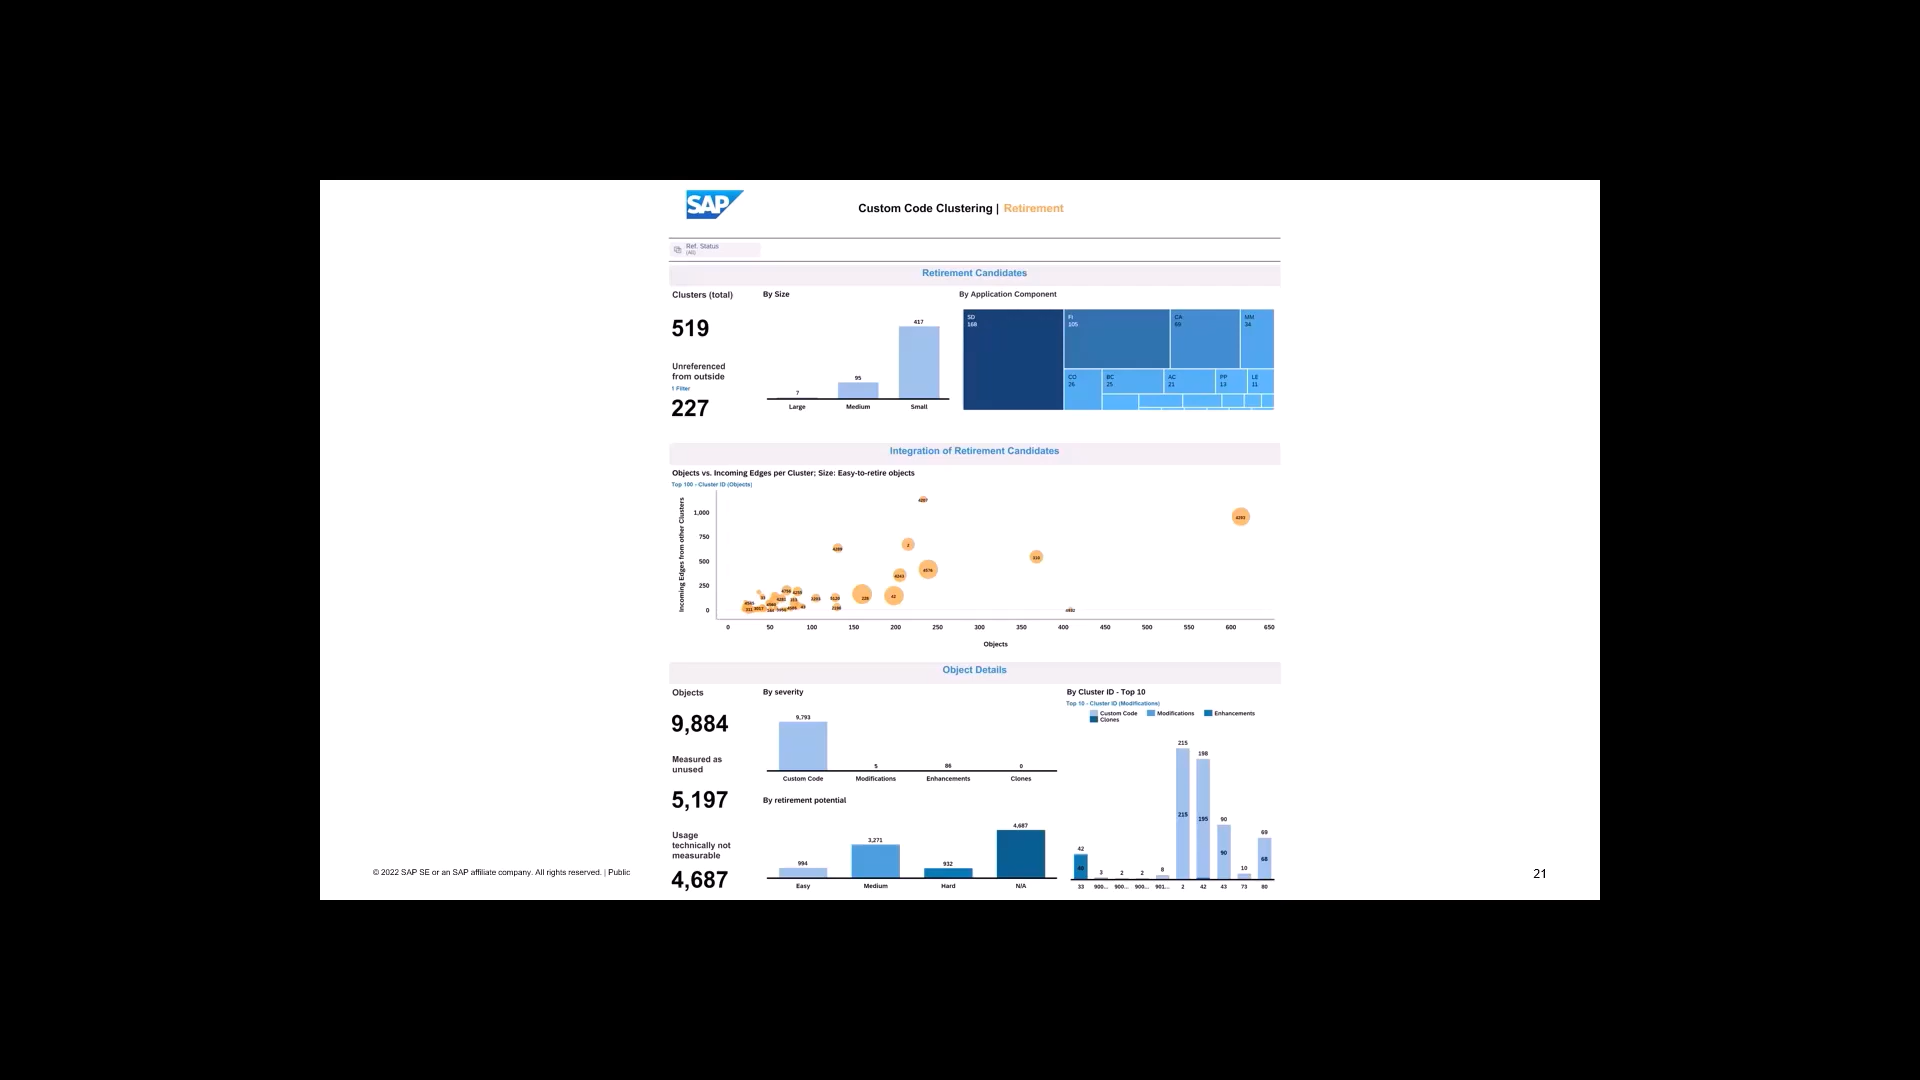 SAP
Custom Code Clustering | Retirement
Ref. Status
(All)
Retirement Candidates
Clusters (total)
519
Unreferenced
from outside
1 Filter
227
By Size
417
95
7
Large Medium Small
By Application Component
SD
168
FI
105
CA
69
MM
34
CO
26
BC
25
AC
21
PP
13
LE
11
Integration of Retirement Candidates
Objects vs. Incoming Edges per Cluster; Size: Easy-to-retire objects
Top 100 - Cluster ID (Objects)
Incoming Edges from other Clusters
1,000
750
500
250
0
2
42
0 50 100 150 200 250 300 350 400 450 500 550 600 650
Objects
Object Details
Objects
9,884
Measured as
unused
5,197
Usage
technically not
measurable
4,687
By severity
9,793
5
86
0
Custom Code Modifications Enhancements Clones
By retirement potential
994
3,271
932
4,687
Easy Medium Hard N/A
By Cluster ID - Top 10
Top 10 - Cluster ID (Modifications)
Custom Code Modifications Enhancements
Clones
42 3 2 2 8 215 198 90 10 69
215 195 90 68
33 900... 900... 900... 901... 2 42 43 73 80
© 2022 SAP SE or an SAP affiliate company. All rights reserved. | Public
21